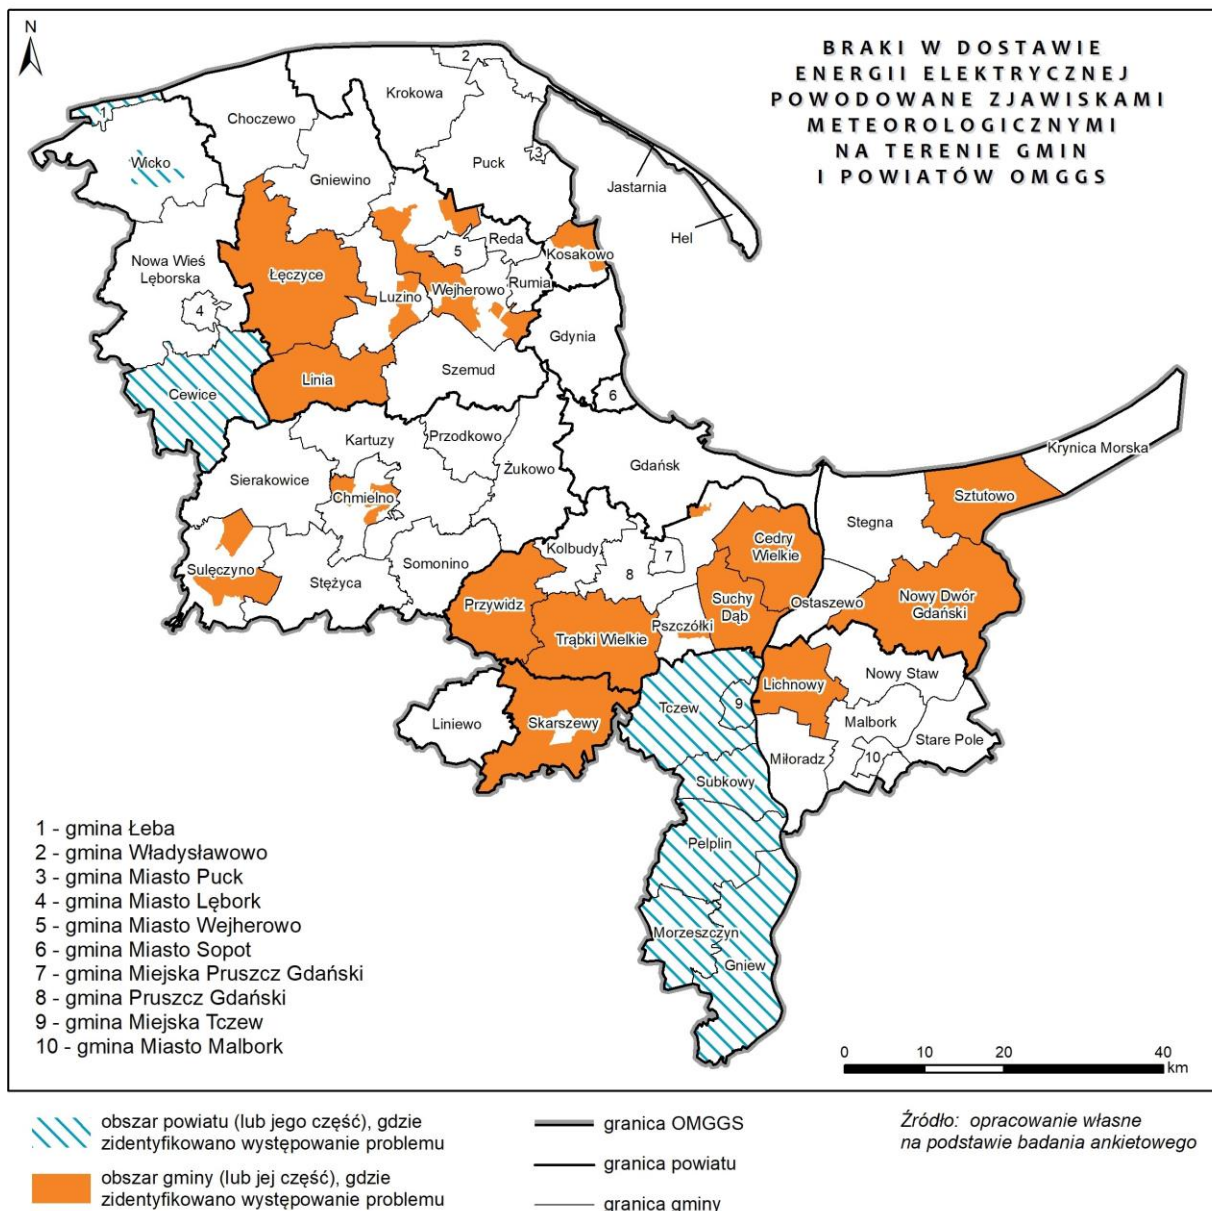 N
BRAKI W DOSTAWIE
ENERGII ELEKTRYCZNEJ
POWODOWANE ZJAWISKAMI
METEOROLOGICZNYMI
NA TERENIE GMIN
I POWIATÓW OMGGS
2
Krokowa
1
Choczewo
Wicko
Puck
3
Gniewino
Jastarnia
Hel
Reda
5
Kosakowo
Nowa Wieś
Lęborska
Łęczyce
Rumia
Luzino
Wejherowo
4
Gdynia
Szemud
Linia
Cewice
6
Kartuzy
Przodkowo
Krynica Morska
Żukowo
Gdańsk
Sierakowice
Chmielno
Sztutowo
Stegna
Cedry
Wielkie
Kolbudy
7
Somonino
Sulęczyno
8
Stężyca
Przywidz
Suchy
Dąb
Ostaszewo
Nowy Dwór
Gdański
Pszczółki
Trąbki Wielkie
Nowy Staw
Lichnowy
Tczew
9
Liniewo
Skarszewy
Malbork
Stare Pole
Miłoradz
10
Subkowy
Pelplin
Morzeszczyn
Gniew
1 - gmina Łeba
2 - gmina Władysławowo
3 - gmina Miasto Puck
4 - gmina Miasto Lębork
5 - gmina Miasto Wejherowo
6 - gmina Miasto Sopot
7 - gmina Miejska Pruszcz Gdański
8 - gmina Pruszcz Gdański
9 - gmina Miejska Tczew
10 - gmina Miasto Malbork
0 10 20 40
km
obszar powiatu (lub jego część), gdzie
zidentyfikowano występowanie problemu
obszar gminy (lub jej część), gdzie
zidentyfikowano występowanie problemu
granica OMGGS
granica powiatu
granica gminy
Źródło: opracowanie własne
na podstawie badania ankietowego